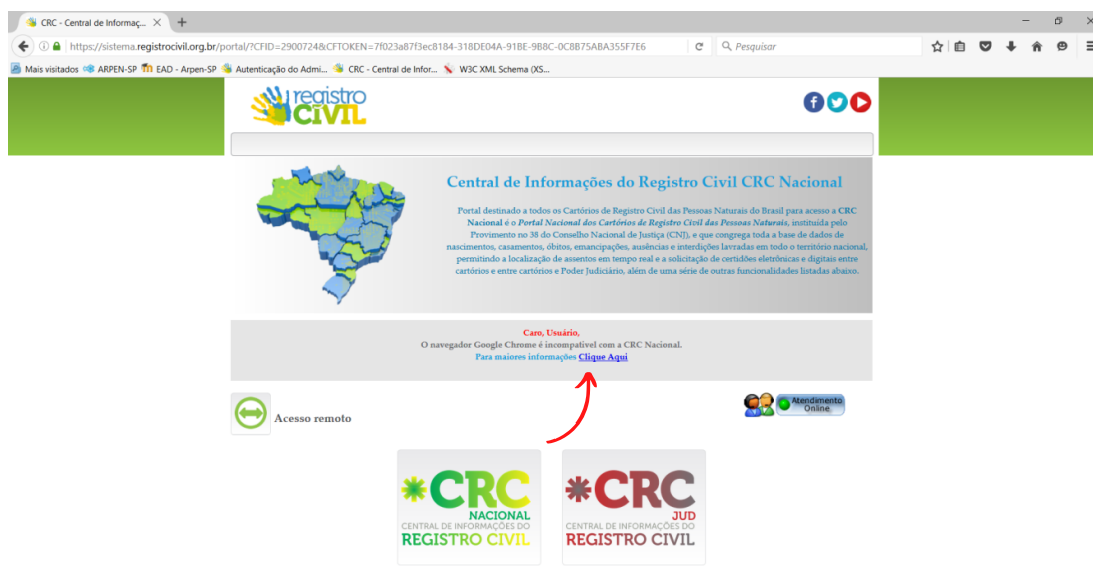 CRC - Central de Informaç...
https://sistema.registrocivil.org.br/portal/?CFID=2900724&CFTOKEN=7f023a87f3ec8184-318DE04A-91BE-9B8C-0C8B75ABA355F7E6
Pesquisar
Mais visitados ARPEN-SP EAD - Arpen-SP Autenticação do Admi... CRC - Central de Infor... W3C XML Schema (XS...
registro
CIVIL
Central de Informações do Registro Civil CRC Nacional
Portal destinado a todos os Cartórios de Registro Civil das Pessoas Naturais do Brasil para acesso a CRC
Nacional é o Portal Nacional dos Cartórios de Registro Civil das Pessoas Naturais, instituída pelo
Provimento no 38 do Conselho Nacional de Justiça (CNJ), e que congrega toda a base de dados de
nascimentos, casamentos, óbitos, emancipações, ausências e interdições lavradas em todo o território nacional,
permitindo a localização de assentos em tempo real e a solicitação de certidões eletrônicas e digitais entre
cartórios e entre cartórios e Poder Judiciário, além de uma série de outras funcionalidades listadas abaixo.
Caro, Usuário,
O navegador Google Chrome é incompatível com a CRC Nacional.
Para maiores informações Clique Aqui
Acesso remoto
Atendimento
Online
CRC
NACIONAL
CENTRAL DE INFORMAÇÕES DO
REGISTRO CIVIL
CRC
JUD
CENTRAL DE INFORMAÇÕES DO
REGISTRO CIVIL